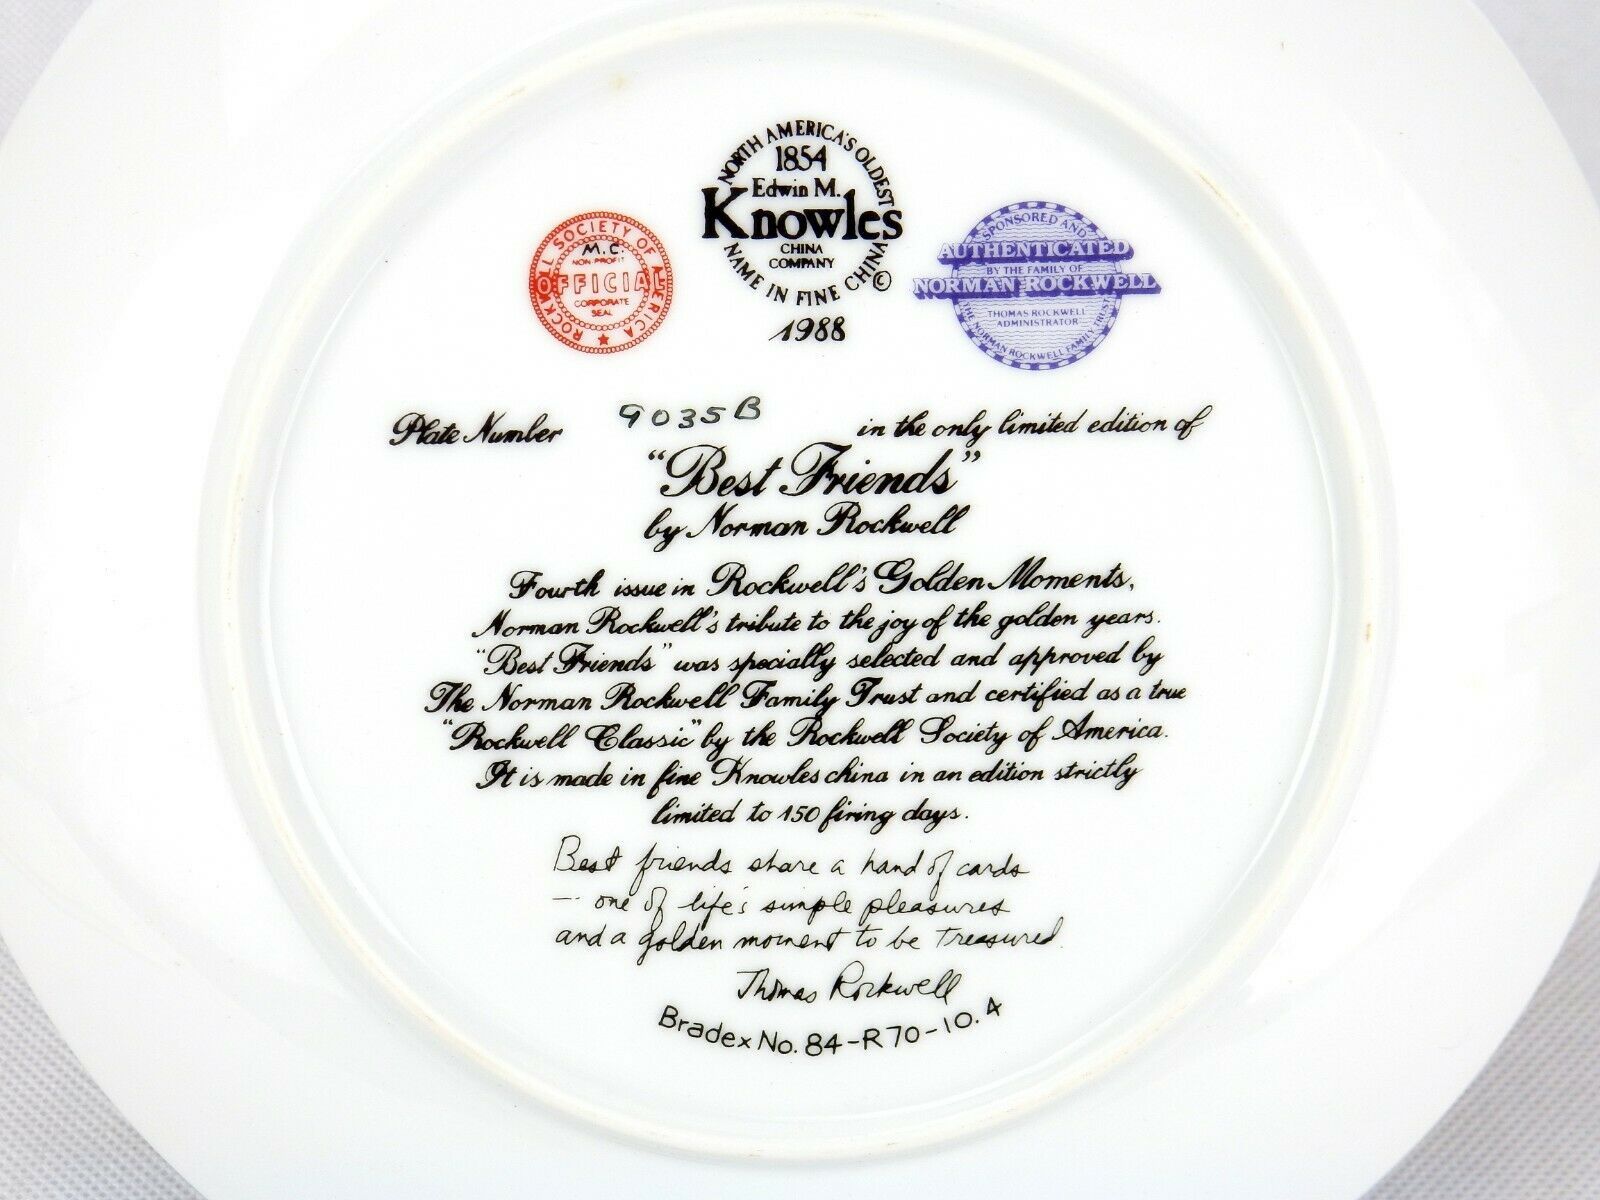 NORTH AMERICA'S OLDEST
1854
Edwin M.
Knowles
CHINA
COMPANY
NAME IN FINE CHINA ©
1988
ROCKWELL SOCIETY OF AMERICA
M.C.
NON PROFIT
OFFICIAL
CORPORATE
SEAL
SPONSORED AND
AUTHENTICATED
BY THE FAMILY OF
NORMAN ROCKWELL
THOMAS ROCKWELL
ADMINISTRATOR
THE NORMAN ROCKWELL FAMILY TRUST
Plate Number 9035B in the only limited edition of
"Best Friends"
by Norman Rockwell
Fourth issue in Rockwell's Golden Moments,
Norman Rockwell's tribute to the joy of the golden years.
"Best Friends" was specially selected and approved by
The Norman Rockwell Family Trust and certified as a true
"Rockwell Classic" by the Rockwell Society of America.
It is made in fine Knowles china in an edition strictly
limited to 150 firing days.
Best friends share a hand of cards
— one of life's simple pleasures
and a golden moment to be treasured.
Thomas Rockwell
Bradex No. 84-R70-10.4